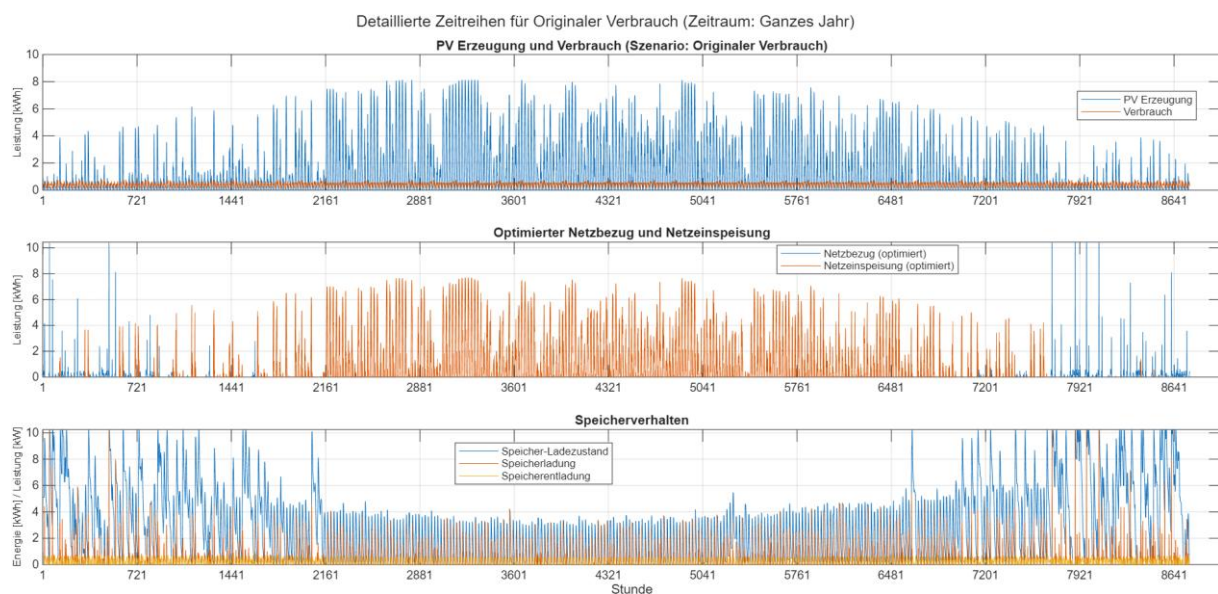 Detaillierte Zeitreihen für Originaler Verbrauch (Zeitraum: Ganzes Jahr)
PV Erzeugung und Verbrauch (Szenario: Originaler Verbrauch)
Leistung [kWh]
10
8
6
4
2
0
PV Erzeugung
Verbrauch
1 721 1441 2161 2881 3601 4321 5041 5761 6481 7201 7921 8641
Optimierter Netzbezug und Netzeinspeisung
Leistung [kWh]
10
8
6
4
2
0
Netzbezug (optimiert)
Netzeinspeisung (optimiert)
1 721 1441 2161 2881 3601 4321 5041 5761 6481 7201 7921 8641
Speicherverhalten
Energie [kWh] / Leistung [kW]
10
8
6
4
2
0
Speicher-Ladezustand
Speicherladung
Speicherentladung
1 721 1441 2161 2881 3601 4321 5041 5761 6481 7201 7921 8641
Stunde